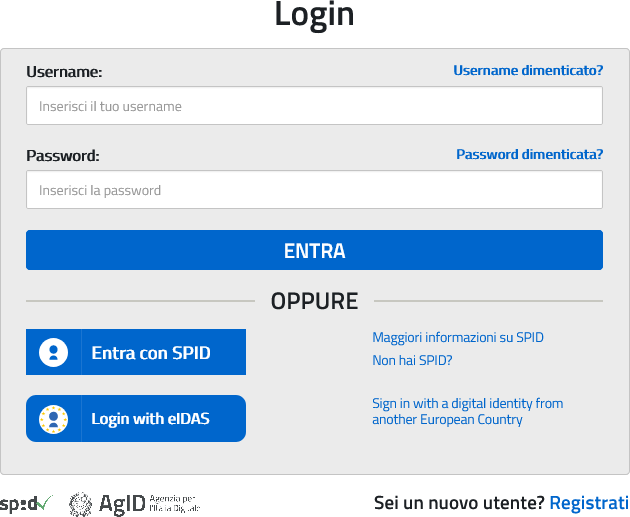 Login
Username:
Username dimenticato?
Inserisci il tuo username
Password:
Password dimenticata?
Inserisci la password
ENTRA
OPPURE
Entra con SPID
Maggiori informazioni su SPID
Non hai SPID?
Login with eIDAS
Sign in with a digital identity from
another European Country
sp:d
AgID
Agenzia per
l'Italia Digitale
Sei un nuovo utente? Registrati